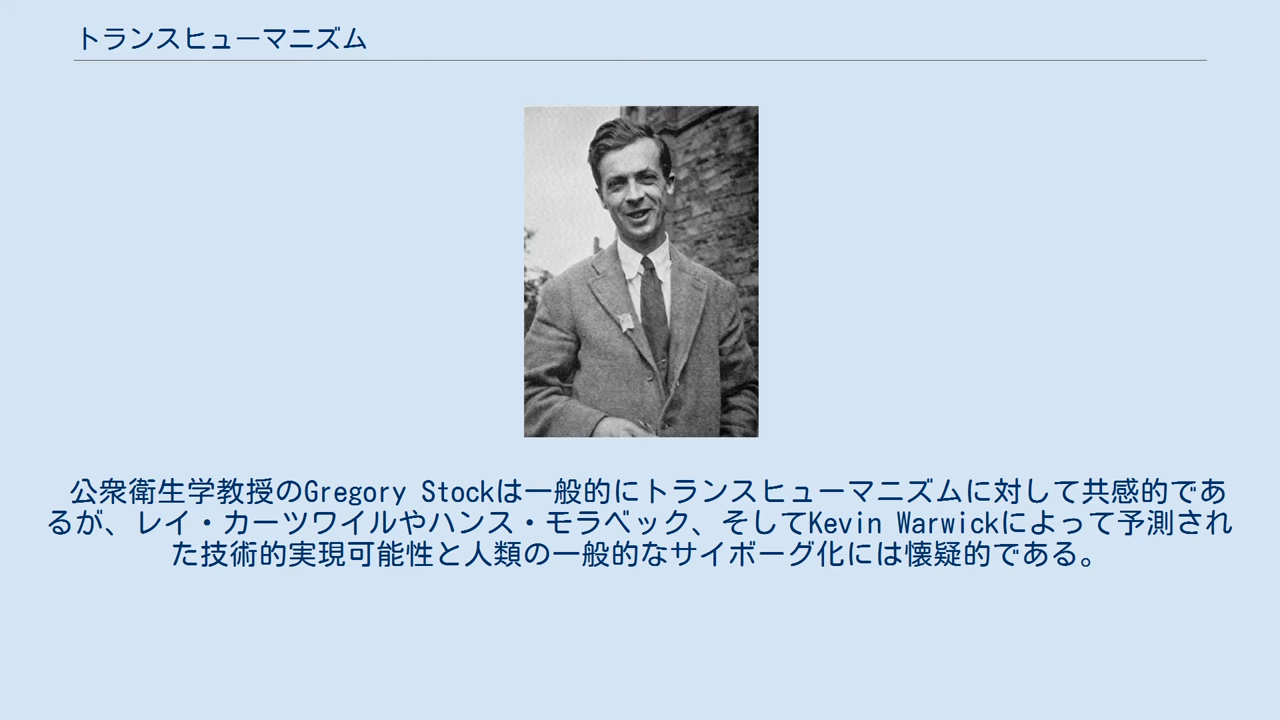 トランスヒューマニズム
公衆衛生学教授のGregory Stockは一般的にトランスヒューマニズムに対して共感的であ
るが、レイ・カーツワイルやハンス・モラベック、そしてKevin Warwickによって予測され
た技術的実現可能性と人類の一般的なサイボーグ化には懐疑的である。